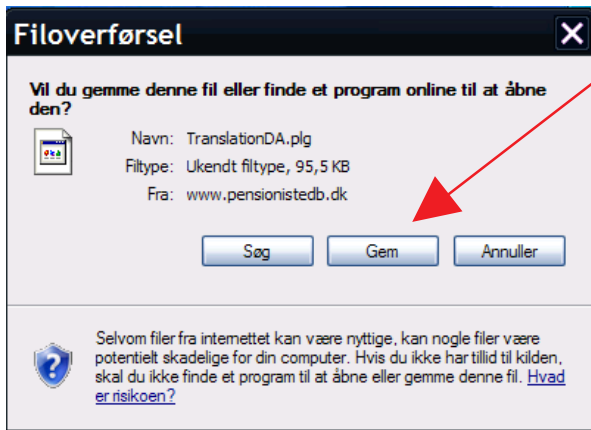 Filoverførsel
Vil du gemme denne fil eller finde et program online til at åbne
den?
Navn: TranslationDA.plg
Filtype: Ukendt filtype, 95,5 KB
Fra: www.pensionistedb.dk
Søg Gem Annuller
Selvom filer fra internettet kan være nyttige, kan nogle filer være
potentielt skadelige for din computer. Hvis du ikke har tillid til kilden,
skal du ikke finde et program til at åbne eller gemme denne fil. Hvad
er risikoen?